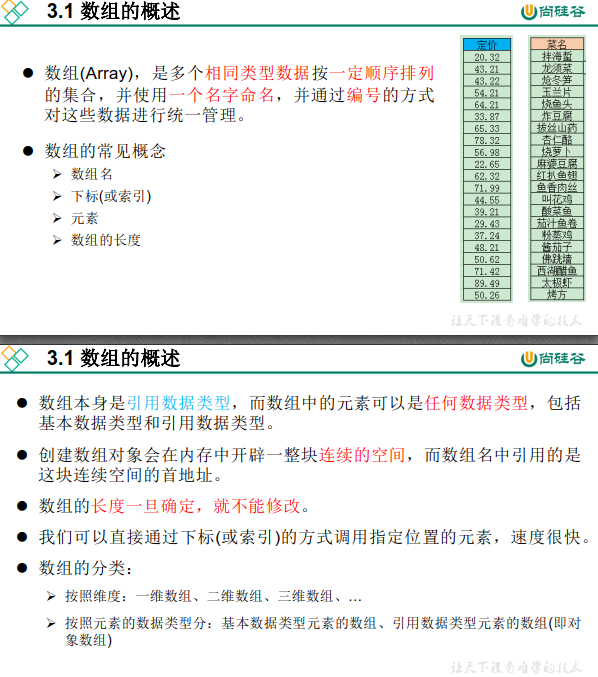 3.1 数组的概述
尚硅谷
数组(Array)，是多个相同类型数据按一定顺序排列
的集合，并使用一个名字命名，并通过编号的方式
对这些数据进行统一管理。
数组的常见概念
数组名
下标(或索引)
元素
数组的长度
定价
20.32
43.21
43.22
54.21
64.21
33.87
65.33
78.32
56.98
22.65
62.32
71.99
44.55
39.21
29.43
37.24
48.21
50.62
71.42
89.49
50.26
菜名
拌海蜇
龙须菜
炝冬笋
玉兰片
烧鱼头
炸豆腐
拔丝山药
杏仁酪
烧萝卜
麻婆豆腐
红扒鱼翅
鱼香肉丝
叫花鸡
酸菜鱼
茄汁鱼卷
粉蒸鸡
酱茄子
佛跳墙
西湖醋鱼
太极虾
烤方
让天下没有难学的技术
3.1 数组的概述
尚硅谷
数组本身是引用数据类型，而数组中的元素可以是任何数据类型，包括
基本数据类型和引用数据类型。
创建数组对象会在内存中开辟一整块连续的空间，而数组名中引用的是
这块连续空间的首地址。
数组的长度一旦确定，就不能修改。
我们可以直接通过下标(或索引)的方式调用指定位置的元素，速度很快。
数组的分类：
按照维度：一维数组、二维数组、三维数组、…
按照元素的数据类型分：基本数据类型元素的数组、引用数据类型元素的数组(即对
象数组)
让天下没有难学的技术